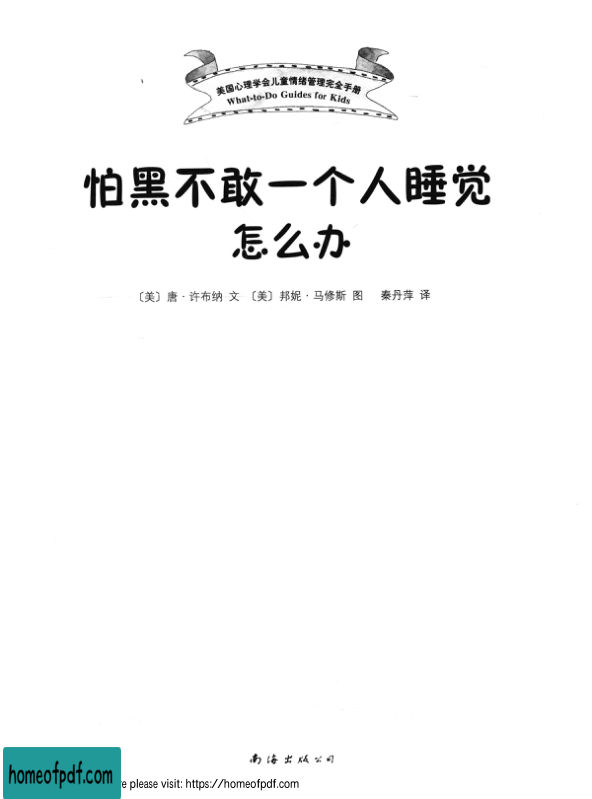 美国心理学会儿童情绪管理完全手册
What-to-Do Guides for Kids
怕黑不敢一个人睡觉
怎么办
〔美〕唐·许布纳 文 〔美〕邦妮·马修斯 图 秦丹萍 译
南海出版公司
homeofpdf.com
please visit: https://homeofpdf.com